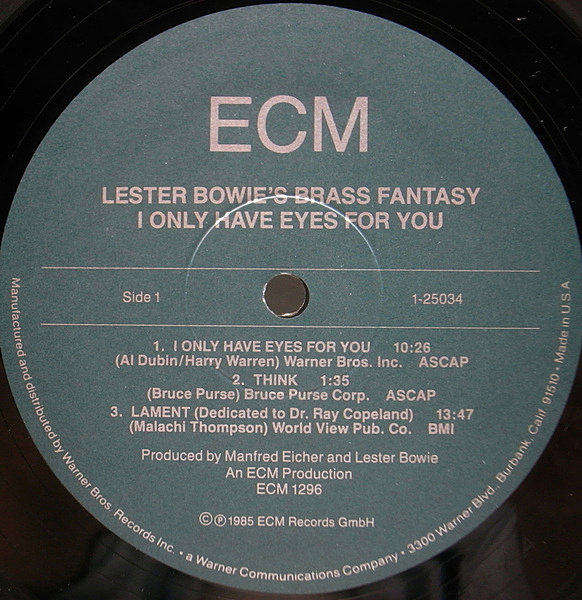 ECM
LESTER BOWIE'S BRASS FANTASY
I ONLY HAVE EYES FOR YOU
Side 1
1-25034
1. I ONLY HAVE EYES FOR YOU 10:26
(Al Dubin/Harry Warren) Warner Bros. Inc. ASCAP
2. THINK 1:35
(Bruce Purse) Bruce Purse Corp. ASCAP
3. LAMENT (Dedicated to Dr. Ray Copeland) 13:47
(Malachi Thompson) World View Pub. Co. BMI
Produced by Manfred Eicher and Lester Bowie
An ECM Production
ECM 1296
©℗1985 ECM Records GmbH
Manufactured and distributed by Warner Bros. Records Inc. • a Warner Communications Company • 3300 Warner Blvd., Burbank, Calif. 91510 • Made in U.S.A.